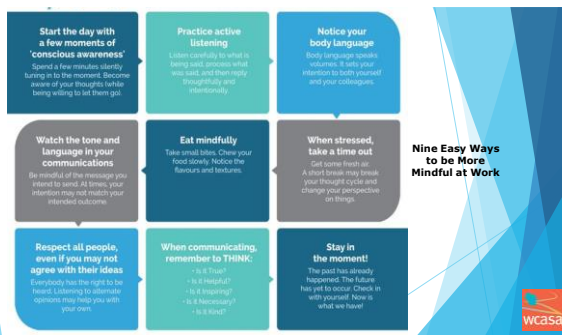 Start the day with
a few moments of
'conscious awareness'
Spend a few minutes silently
tuning in to the moment. Become
aware of your thoughts (while
being willing to let them go).
Practice active
listening
Listen carefully to what is
being said, process what
was said, and then reply
thoughtfully and
intentionally.
Notice your
body language
Body language speaks
volumes. It sets your
intention to both yourself
and your colleagues.
When stressed,
take a time out
Get some fresh air.
A short break may break
your thought cycle and
change your perspective
on things.
Eat mindfully
Take small bites. Chew your
food slowly. Notice the
flavours and textures.
Watch the tone and
language in your
communications
Be mindful of the message you
intend to send. At times, your
intention may not match your
intended outcome.
Respect all people,
even if you may not
agree with their ideas
Everybody has the right to be
heard. Listening to alternate
opinions may help you with
your own.
When communicating,
remember to THINK:
• Is it True?
• Is it Helpful?
• Is it Inspiring?
• Is it Necessary?
• Is it Kind?
Stay in
the moment!
The past has already
happened. The future
has yet to occur. Check in
with yourself. Now is
what we have!
Nine Easy Ways
to be More
Mindful at Work
wcasa